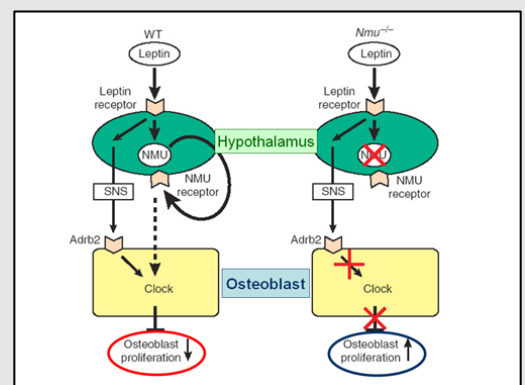 WT
Leptin
Leptin
receptor
Hypothalamus
NMU
NMU
receptor
SNS
Adrb2
Clock
Osteoblast
Osteoblast
proliferation
Nmu⁻/⁻
Leptin
Leptin
receptor
NMU
NMU
receptor
SNS
Adrb2
Clock
Osteoblast
proliferation